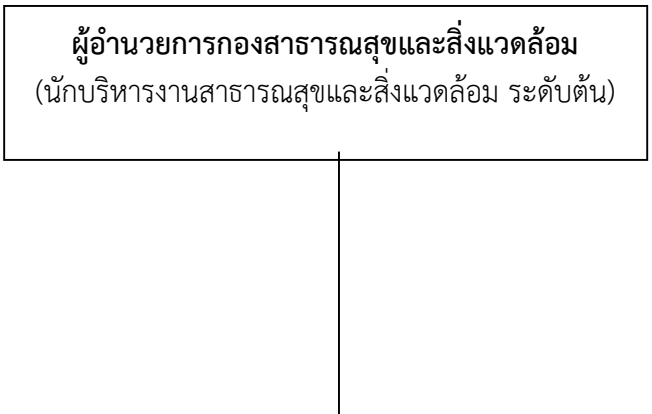 ผู้อำนวยการกองสาธารณสุขและสิ่งแวดล้อม
(นักบริหารงานสาธารณสุขและสิ่งแวดล้อม ระดับต้น)